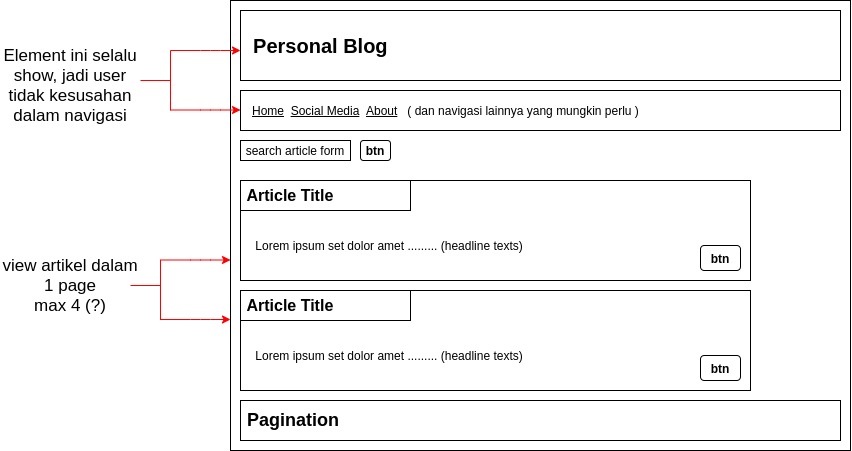 Personal Blog
Element ini selalu
show, jadi user
tidak kesusahan
dalam navigasi
Home Social Media About ( dan navigasi lainnya yang mungkin perlu )
search article form btn
Article Title
Lorem ipsum set dolor amet ......... (headline texts)
btn
view artikel dalam
1 page
max 4 (?)
Article Title
Lorem ipsum set dolor amet ......... (headline texts)
btn
Pagination